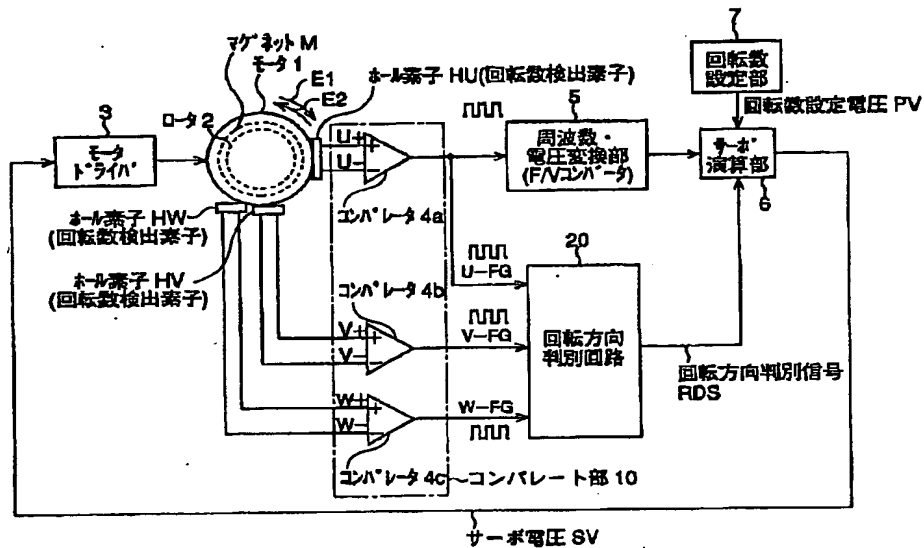 マグネット M
モータ 1
E1
E2
ホール素子 HU(回転数検出素子)
7
回転数
設定部
回転数設定電圧 PV
ロータ 2
3
モータ
ドライバ
U+
U-
+
-
コンパレータ 4a
5
周波数・
電圧変換部
(F/Vコンバータ)
サーボ
演算部
6
ホール素子 HW
(回転数検出素子)
ホール素子 HV
(回転数検出素子)
U-FG
20
コンパレータ 4b
V+
V-
+
-
V-FG
回転方向
判別回路
回転方向判別信号
RDS
W+
W-
+
-
W-FG
コンパレータ 4c
コンパレート部 10
サーボ電圧 SV